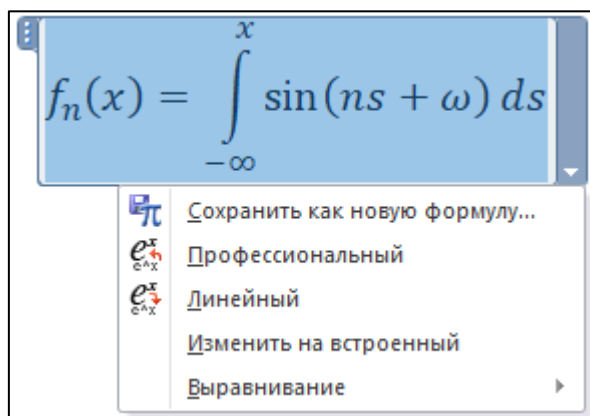 fₙ(x) = ∫₋∞ˣ sin(ns + ω) ds
Сохранить как новую формулу...
Профессиональный
Линейный
Изменить на встроенный
Выравнивание